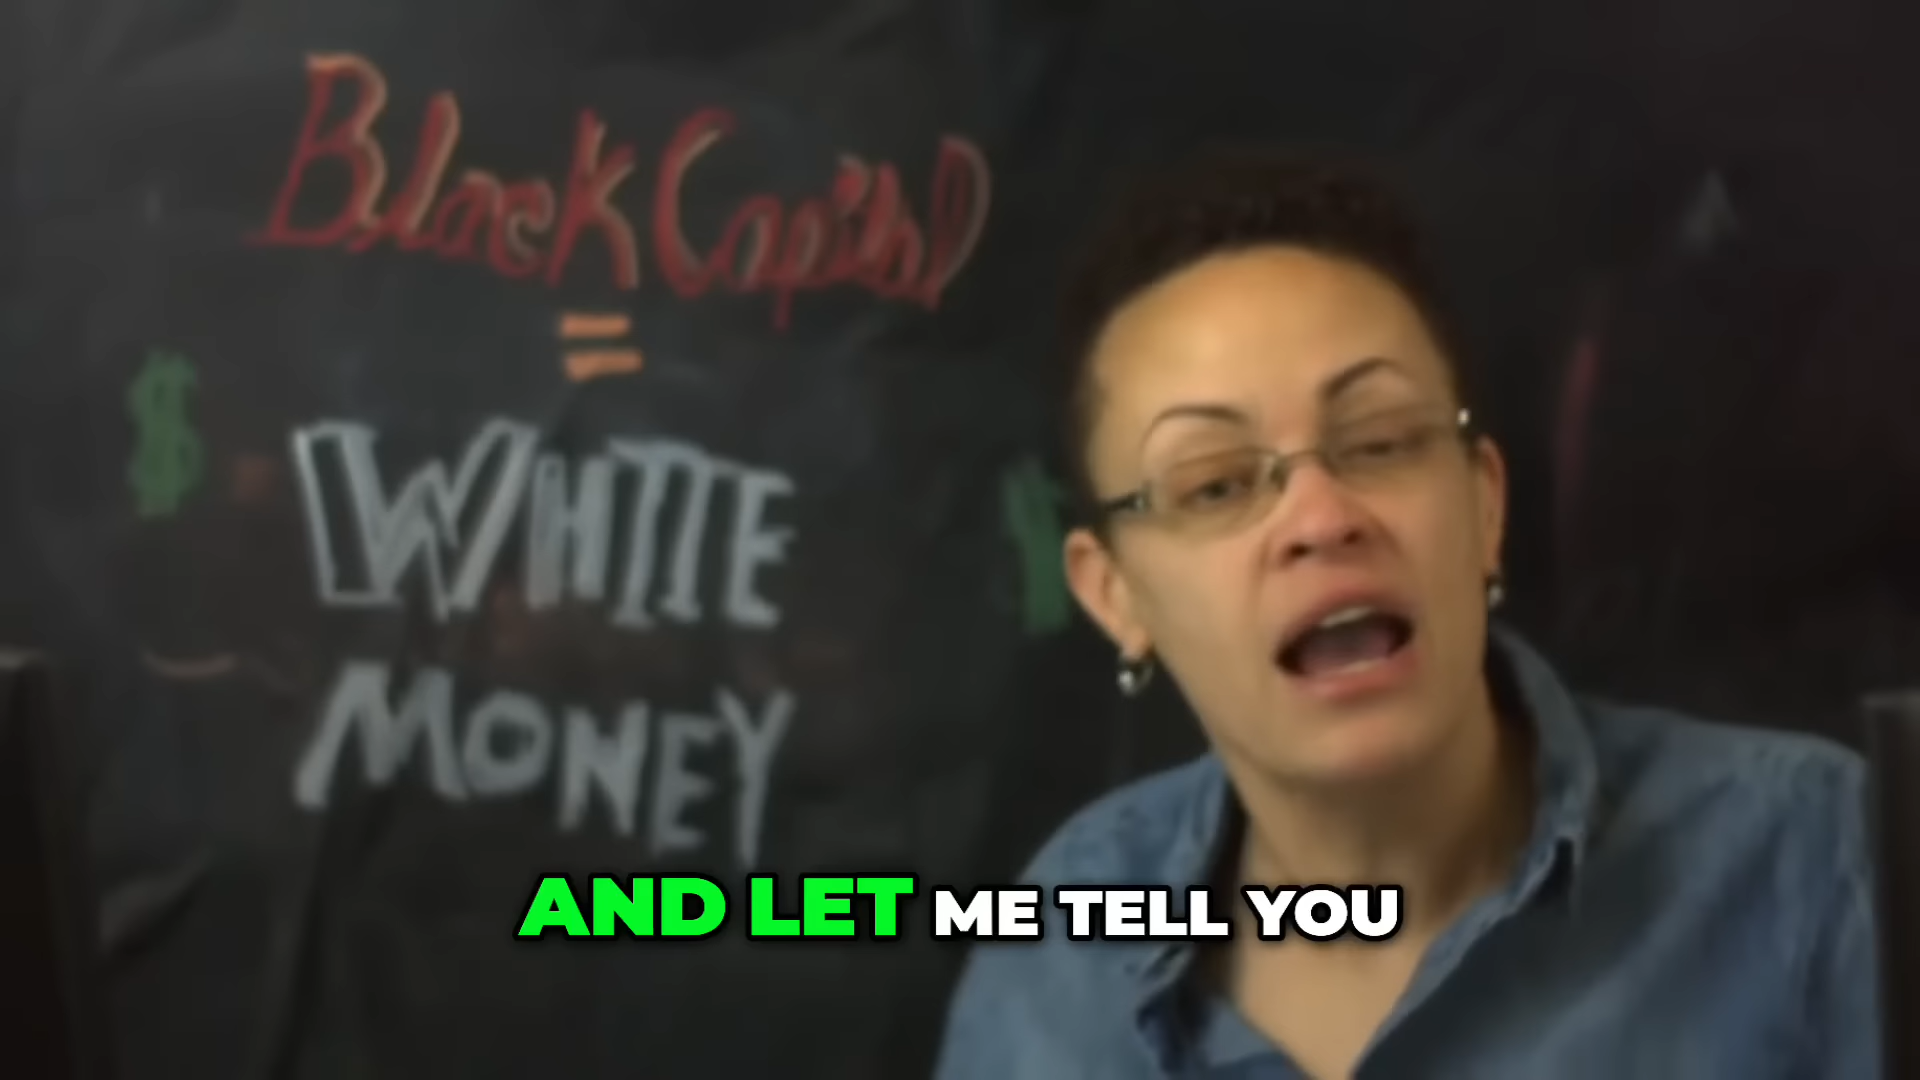 Black Capital
=
$ WHITE $
MONEY
AND LET ME TELL YOU